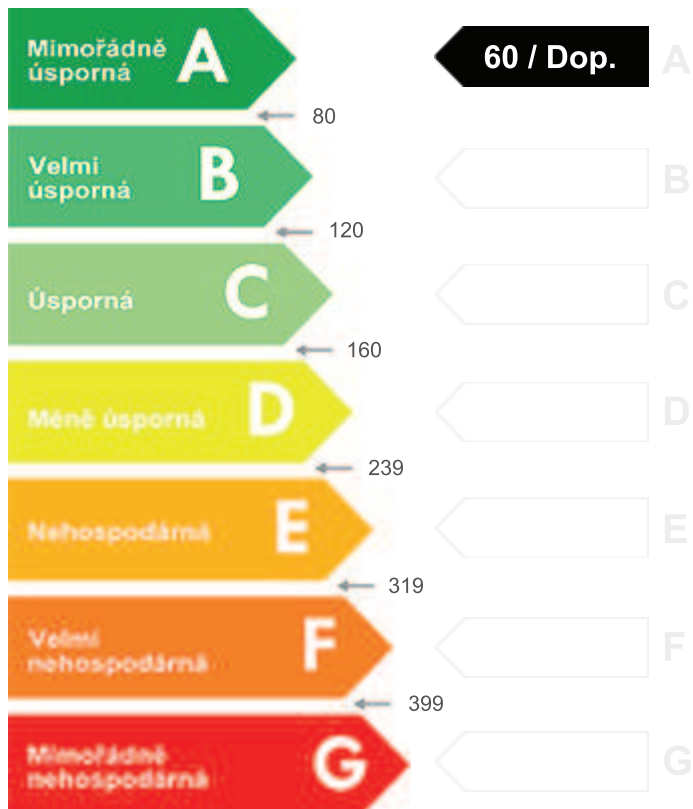 Mimořádně
úsporná
A
60 / Dop.
A
80
Velmi
úsporná
B
B
120
Úsporná
C
C
160
Méně úsporná
D
D
239
Nehospodárná
E
E
319
Velmi
nehospodárná
F
F
399
Mimořádně
nehospodárná
G
G